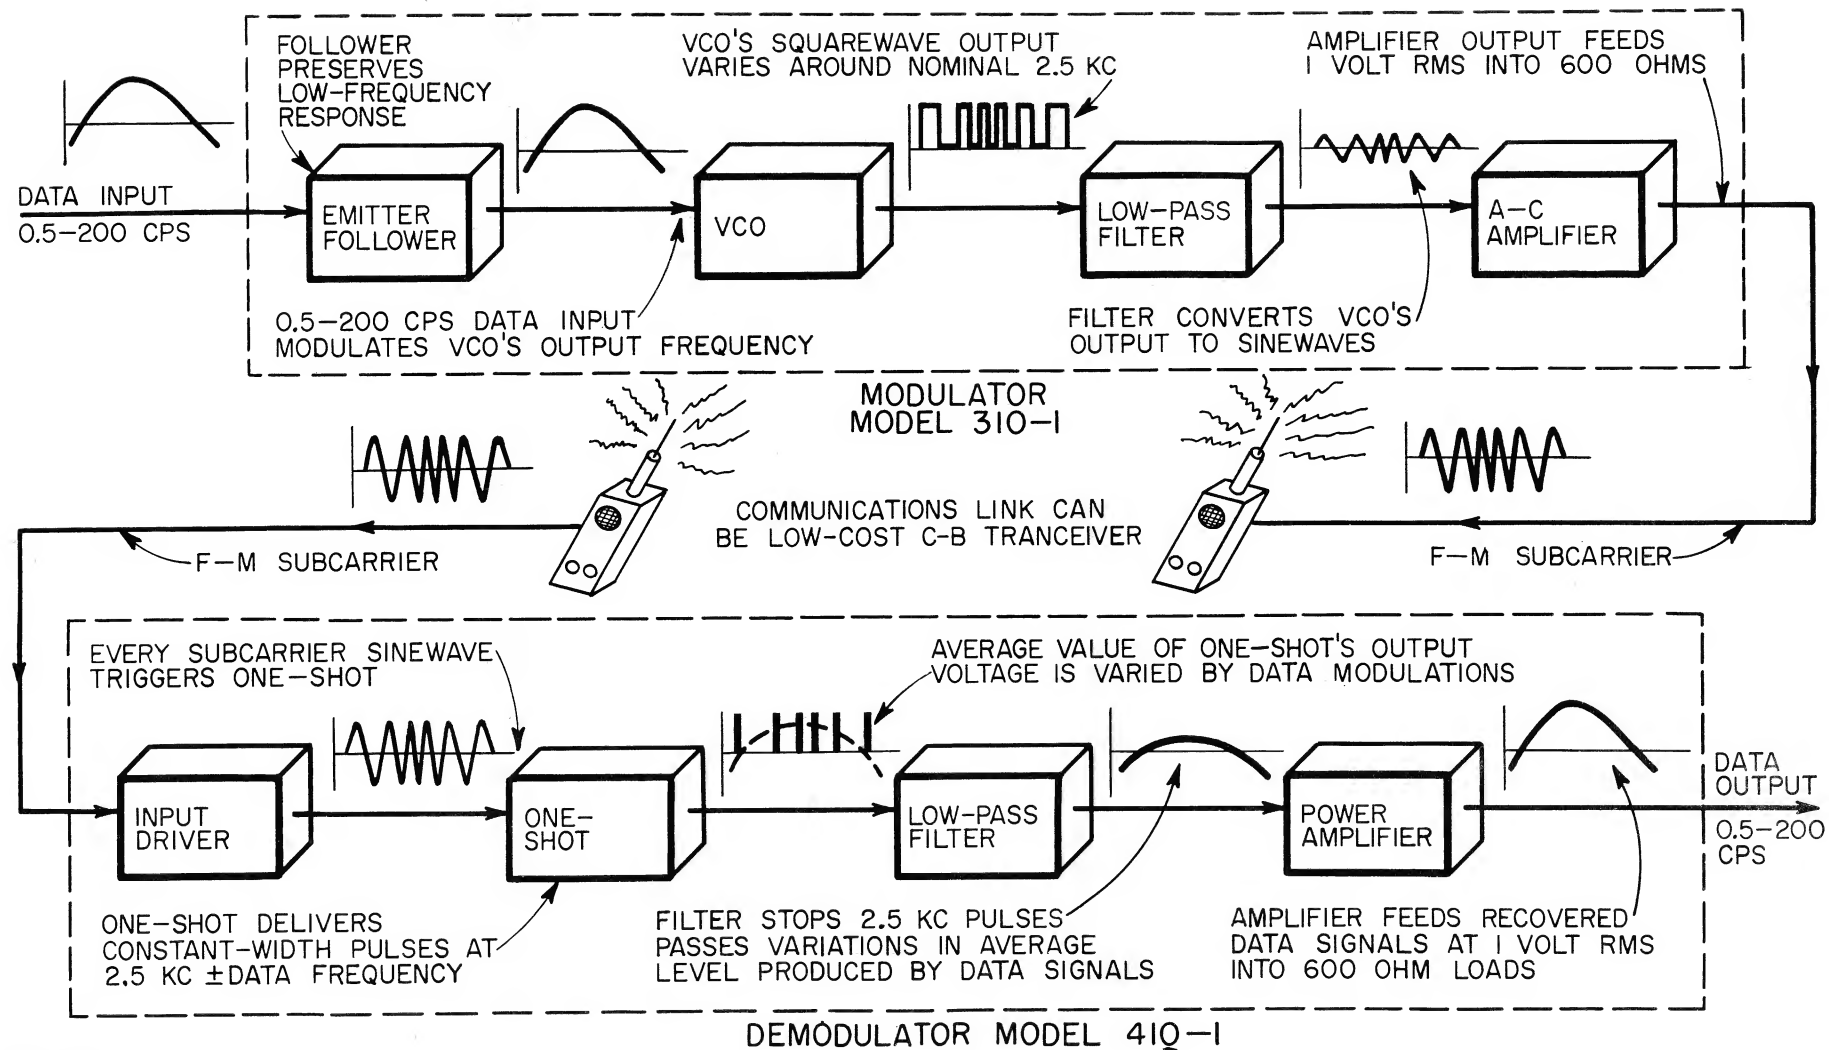 FOLLOWER
PRESERVES
LOW-FREQUENCY
RESPONSE
VCO'S SQUAREWAVE OUTPUT
VARIES AROUND NOMINAL 2.5 KC
AMPLIFIER OUTPUT FEEDS
1 VOLT RMS INTO 600 OHMS
DATA INPUT
0.5-200 CPS
EMITTER
FOLLOWER
VCO
LOW-PASS
FILTER
A-C
AMPLIFIER
0.5-200 CPS DATA INPUT
MODULATES VCO'S OUTPUT FREQUENCY
FILTER CONVERTS VCO'S
OUTPUT TO SINEWAVES
MODULATOR
MODEL 310-1
COMMUNICATIONS LINK CAN
BE LOW-COST C-B TRANCEIVER
F-M SUBCARRIER
F-M SUBCARRIER
EVERY SUBCARRIER SINEWAVE
TRIGGERS ONE-SHOT
AVERAGE VALUE OF ONE-SHOT'S OUTPUT
VOLTAGE IS VARIED BY DATA MODULATIONS
INPUT
DRIVER
ONE-
SHOT
LOW-PASS
FILTER
POWER
AMPLIFIER
DATA
OUTPUT
0.5-200
CPS
ONE-SHOT DELIVERS
CONSTANT-WIDTH PULSES AT
2.5 KC ±DATA FREQUENCY
FILTER STOPS 2.5 KC PULSES
PASSES VARIATIONS IN AVERAGE
LEVEL PRODUCED BY DATA SIGNALS
AMPLIFIER FEEDS RECOVERED
DATA SIGNALS AT 1 VOLT RMS
INTO 600 OHM LOADS
DEMODULATOR MODEL 410-1